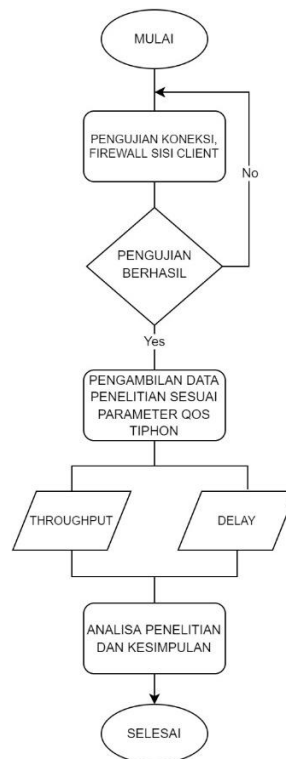 MULAI
PENGUJIAN KONEKSI,
FIREWALL SISI CLIENT
No
PENGUJIAN
BERHASIL
Yes
PENGAMBILAN DATA
PENELITIAN SESUAI
PARAMETER QOS
TIPHON
THROUGHPUT
DELAY
ANALISA PENELITIAN
DAN KESIMPULAN
SELESAI